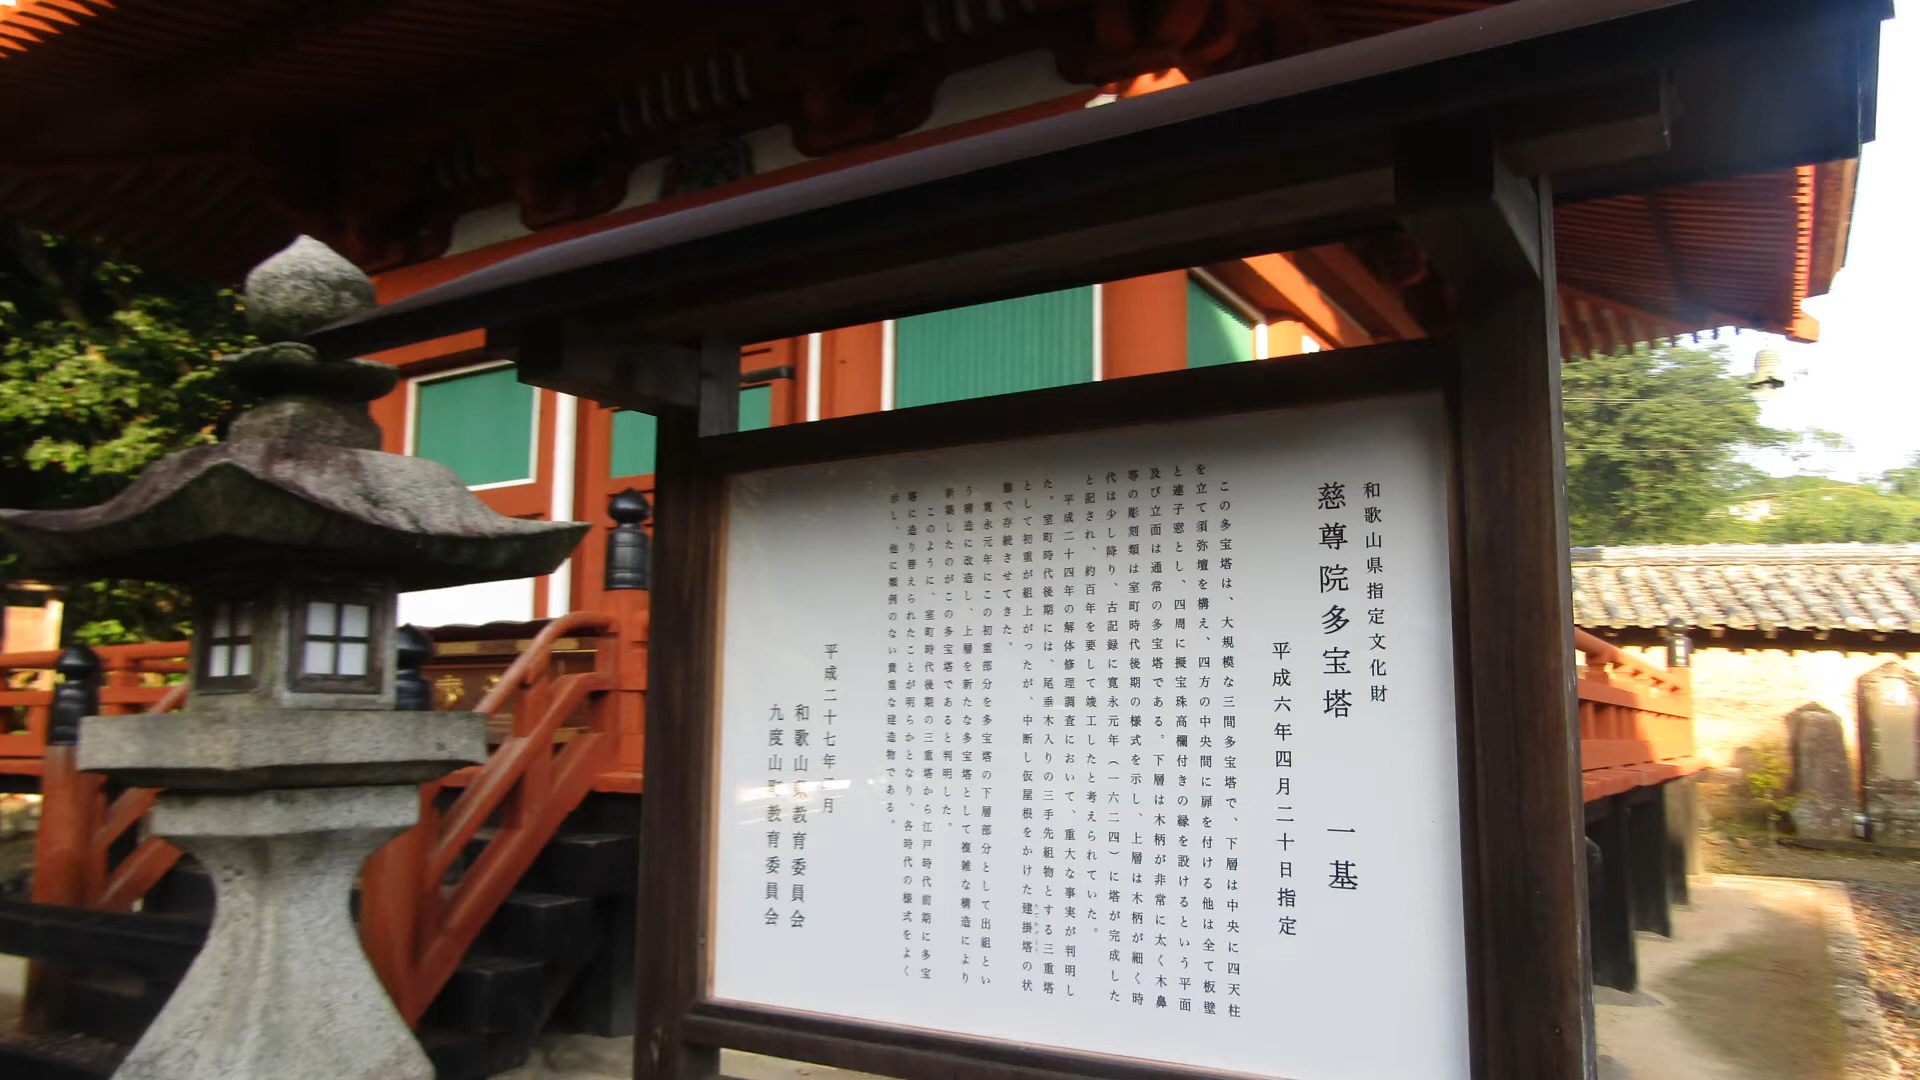 和歌山県指定文化財
慈尊院多宝塔　一基
平成六年四月二十日指定
この多宝塔は、大規模な三間多宝塔で、下層は中央に四天柱
を立て須弥壇を構え、四方の中央間に扉を付ける他は全て板壁
と連子窓とし、四周に擬宝珠高欄付きの縁を設けるという平面
及び立面は通常の多宝塔である。下層は木柄が非常に太く木鼻
等の彫刻類は室町時代後期の様式を示し、上層は木柄が細く時
代は少し降り、古記録に寛永元年（一六二四）に塔が完成した
と記され、約百年を要して竣工したと考えられていた。
平成二十四年の解体修理調査において、重大な事実が判明し
た。室町時代後期には、尾垂木入りの三手先組物とする三重塔
として初重が組上がったが、中断し仮屋根をかけた建掛塔の状
態で存続させてきた。
寛永元年にこの初重部分を多宝塔の下層部分として出組とい
う構造に改造し、上層を新たな多宝塔として複雑な構造により
新築したのがこの多宝塔であると判明した。
このように、室町時代後期の三重塔から江戸時代前期に多宝
塔に造り替えられたことが明らかとなり、各時代の様式をよく
示し、他に類例のない貴重な建造物である。
平成二十七年 月
和歌山県教育委員会
九度山町教育委員会